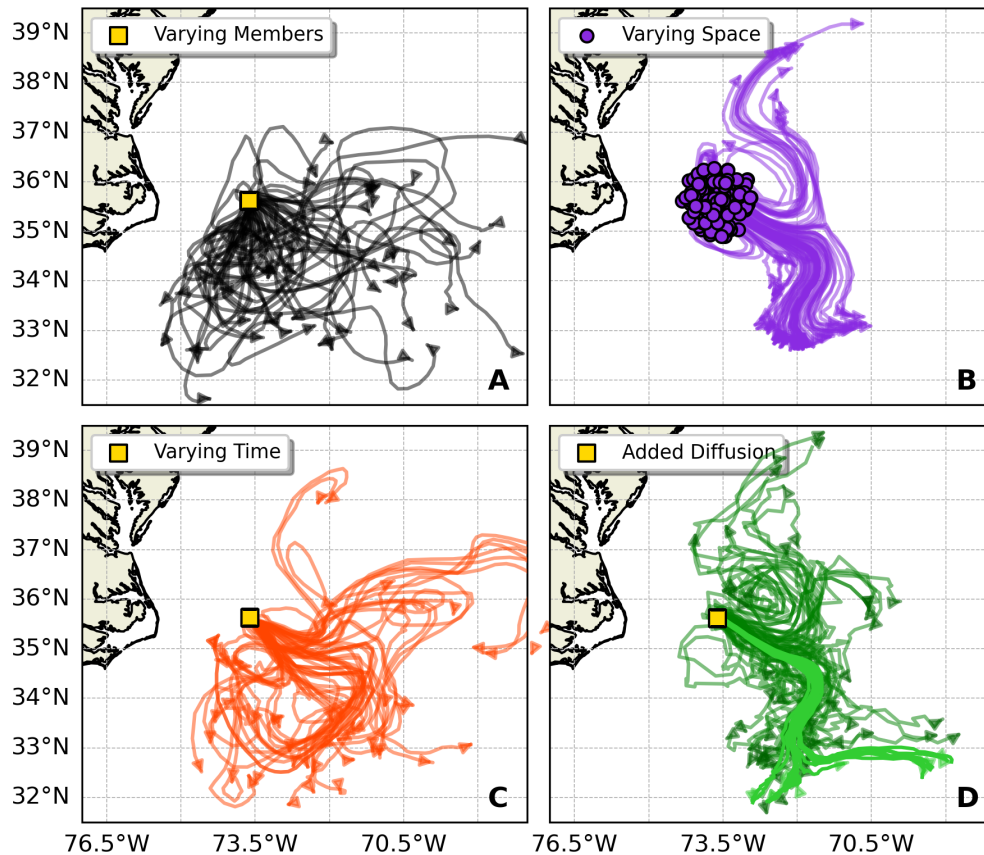 39°N
Varying Members
Varying Space
38°N
37°N
36°N
35°N
34°N
33°N
32°N
A
B
39°N
Varying Time
Added Diffusion
38°N
37°N
36°N
35°N
34°N
33°N
32°N
C
D
76.5°W
73.5°W
70.5°W
76.5°W
73.5°W
70.5°W